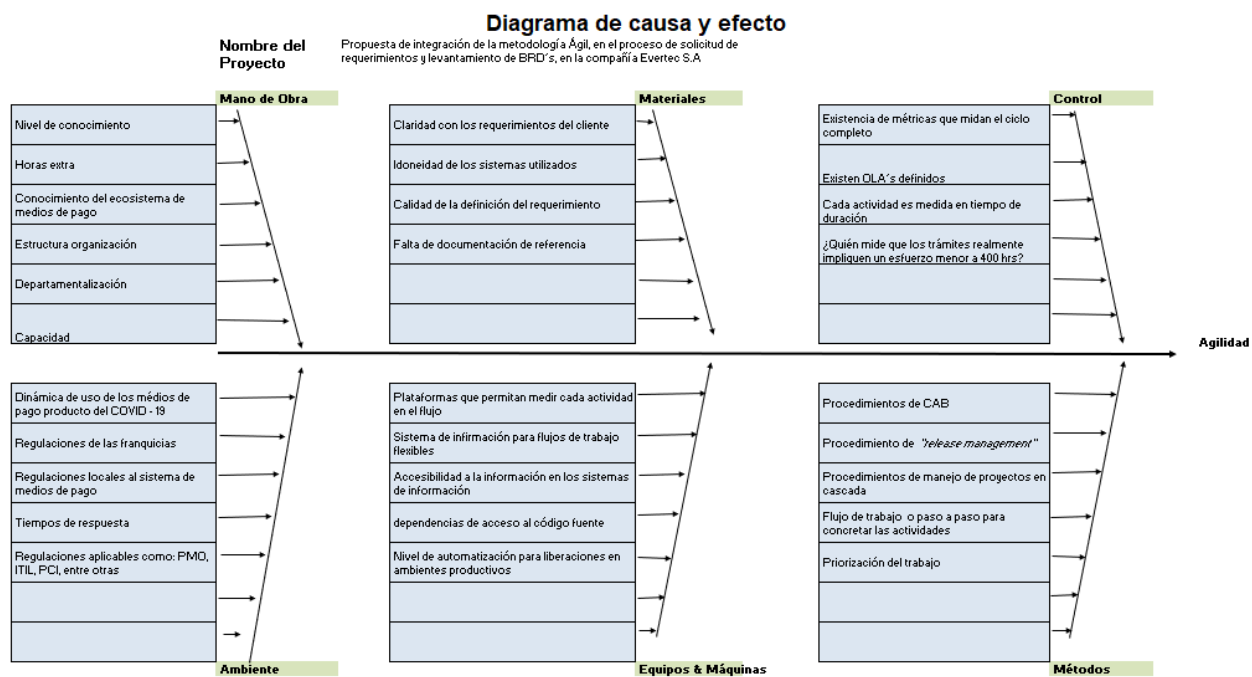 Diagrama de causa y efecto
Nombre del
Proyecto
Propuesta de integración de la metodología Ágil, en el proceso de solicitud de
requerimientos y levantamiento de BRD´s, en la compañía Evertec S.A
Mano de Obra
Nivel de conocimiento
Horas extra
Conocimiento del ecosistema de
medios de pago
Estructura organización
Departamentalización
Capacidad
Materiales
Claridad con los requerimientos del cliente
Idoneidad de los sistemas utilizados
Calidad de la definición del requerimiento
Falta de documentación de referencia
Control
Existencia de métricas que midan el ciclo
completo
Existen OLA´s definidos
Cada actividad es medida en tiempo de
duración
¿Quién mide que los trámites realmente
impliquen un esfuerzo menor a 400 hrs?
Agilidad
Dinámica de uso de los médios de
pago producto del COVID - 19
Regulaciones de las franquicias
Regulaciones locales al sistema de
medios de pago
Tiempos de respuesta
Regulaciones aplicables como: PMO,
ITIL, PCI, entre otras
Ambiente
Plataformas que permitan medir cada actividad
en el flujo
Sistema de infirmación para flujos de trabajo
flexibles
Accesibilidad a la información en los sistemas
de información
dependencias de acceso al código fuente
Nivel de automatización para liberaciones en
ambientes productivos
Equipos & Máquinas
Procedimientos de CAB
Procedimiento de "release management"
Procedimientos de manejo de proyectos en
cascada
Flujo de trabajo o paso a paso para
concretar las actividades
Priorización del trabajo
Métodos